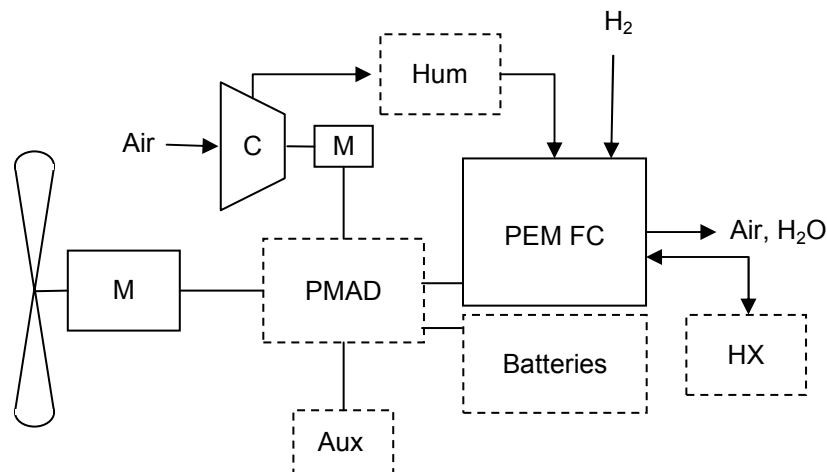 H₂
Hum
Air
C
M
PEM FC
Air, H₂O
M
PMAD
Batteries
HX
Aux